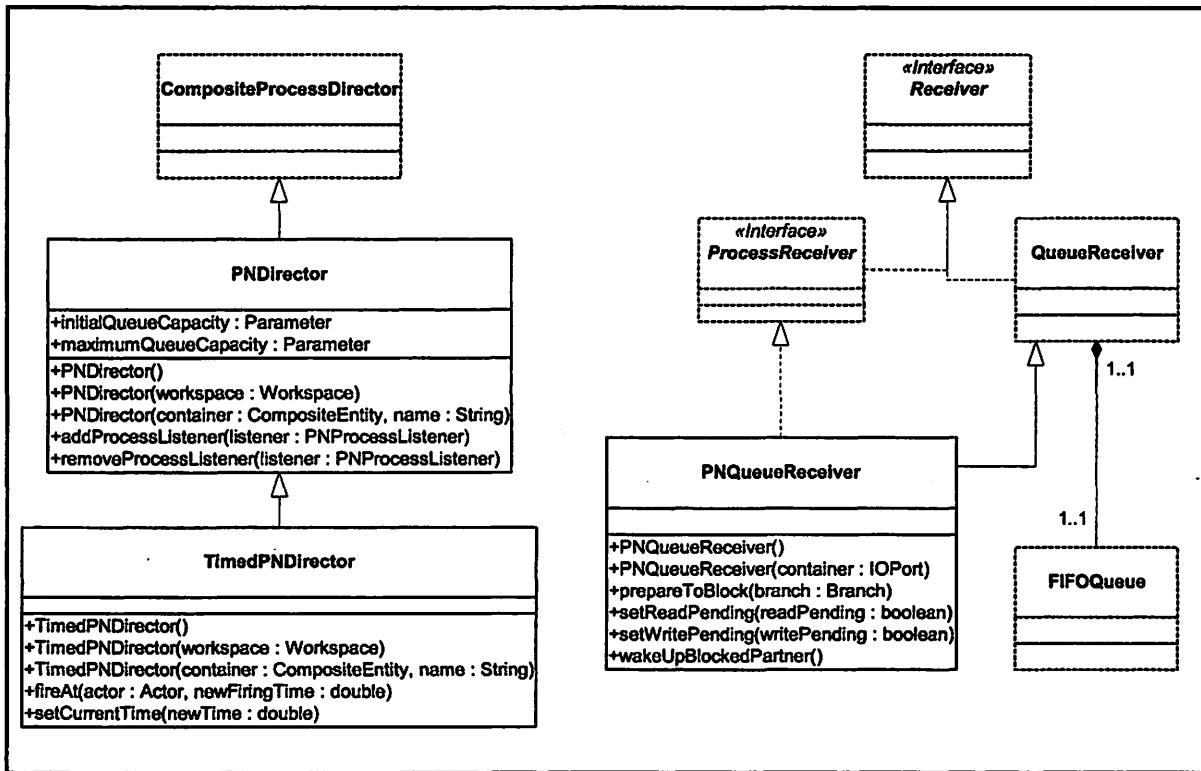 CompositeProcessDirector
PNDirector
+initialQueueCapacity : Parameter
+maximumQueueCapacity : Parameter
+PNDirector()
+PNDirector(workspace : Workspace)
+PNDirector(container : CompositeEntity, name : String)
+addProcessListener(listener : PNProcessListener)
+removeProcessListener(listener : PNProcessListener)
TimedPNDirector
+TimedPNDirector()
+TimedPNDirector(workspace : Workspace)
+TimedPNDirector(container : CompositeEntity, name : String)
+fireAt(actor : Actor, newFiringTime : double)
+setCurrentTime(newTime : double)
«Interface»
Receiver
«Interface»
ProcessReceiver
QueueReceiver
1..1
PNQueueReceiver
+PNQueueReceiver()
+PNQueueReceiver(container : IOPort)
+prepareToBlock(branch : Branch)
+setReadPending(readPending : boolean)
+setWritePending(writePending : boolean)
+wakeUpBlockedPartner()
1..1
FIFOQueue